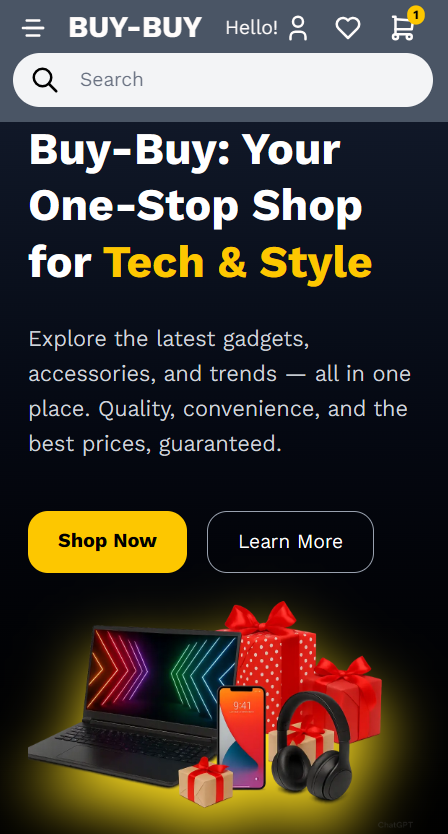 BUY-BUY Hello! 1
Search
Buy-Buy: Your
One-Stop Shop
for Tech & Style
Explore the latest gadgets,
accessories, and trends — all in one
place. Quality, convenience, and the
best prices, guaranteed.
Shop Now Learn More
9:41
ChatGPT